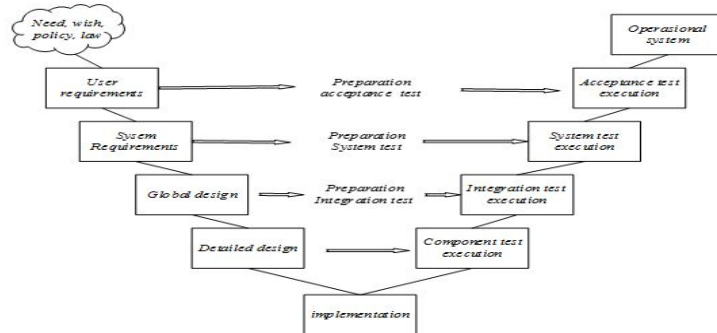 Need, wish,
policy, law
Operasional
system
User
requirements
Preparation
acceptance test
Acceptance test
execution
Sysem
Requirements
Preparation
System test
System test
execution
Global design
Preparation
Integration test
Integration test
execution
Detailed design
Component test
execution
implementation